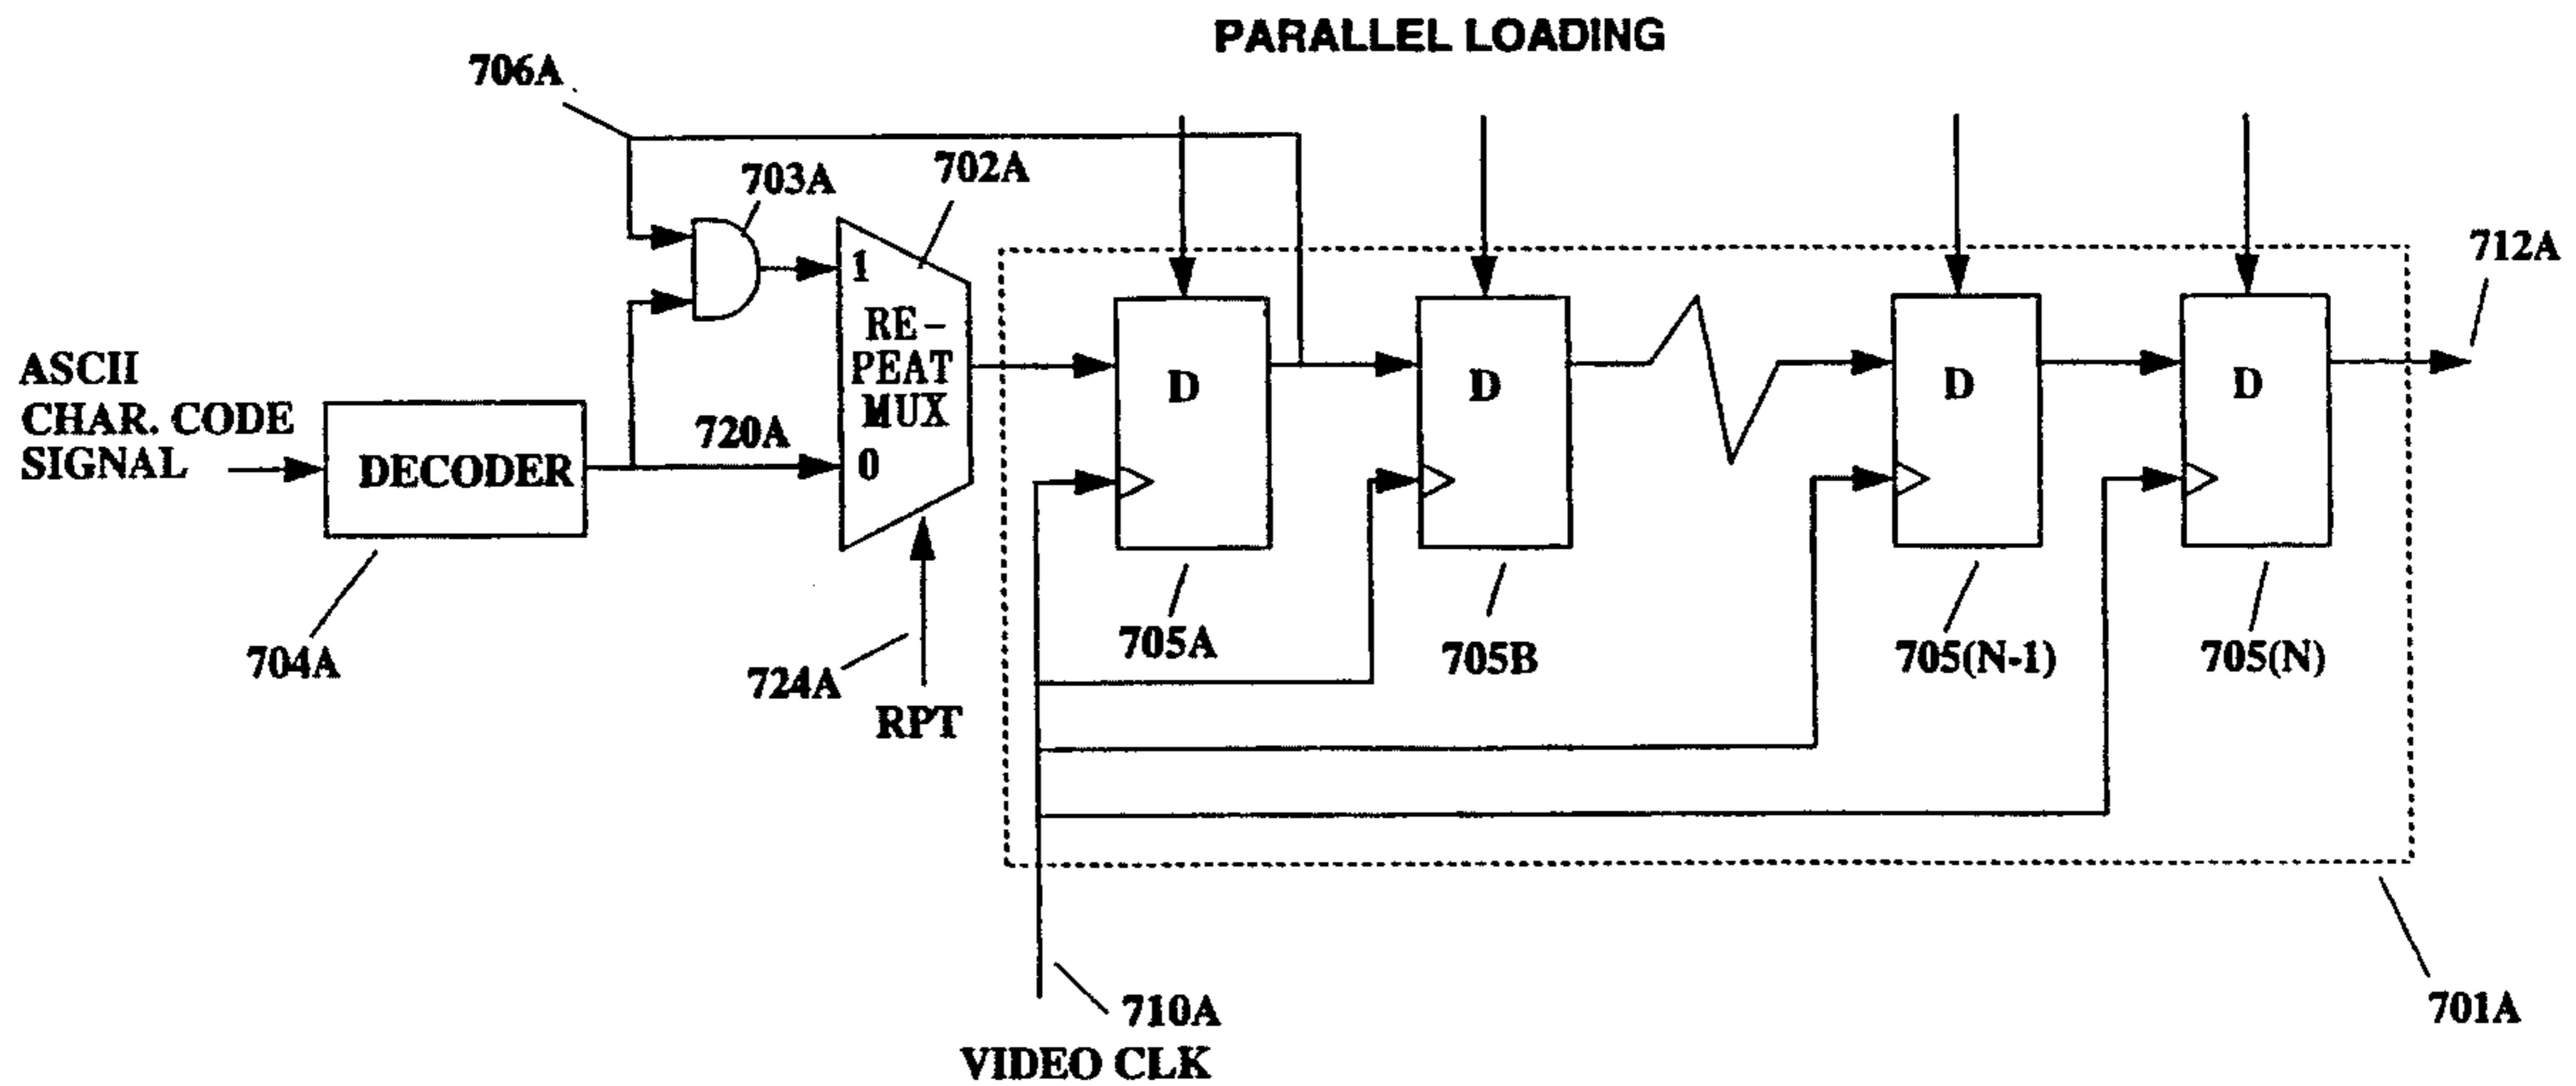 PARALLEL LOADING
706A
703A
702A
712A
1
RE-
PEAT
MUX
0
D
D
D
D
ASCII
CHAR. CODE
SIGNAL
DECODER
720A
704A
724A
RPT
705A
705B
705(N-1)
705(N)
710A
VIDEO CLK
701A